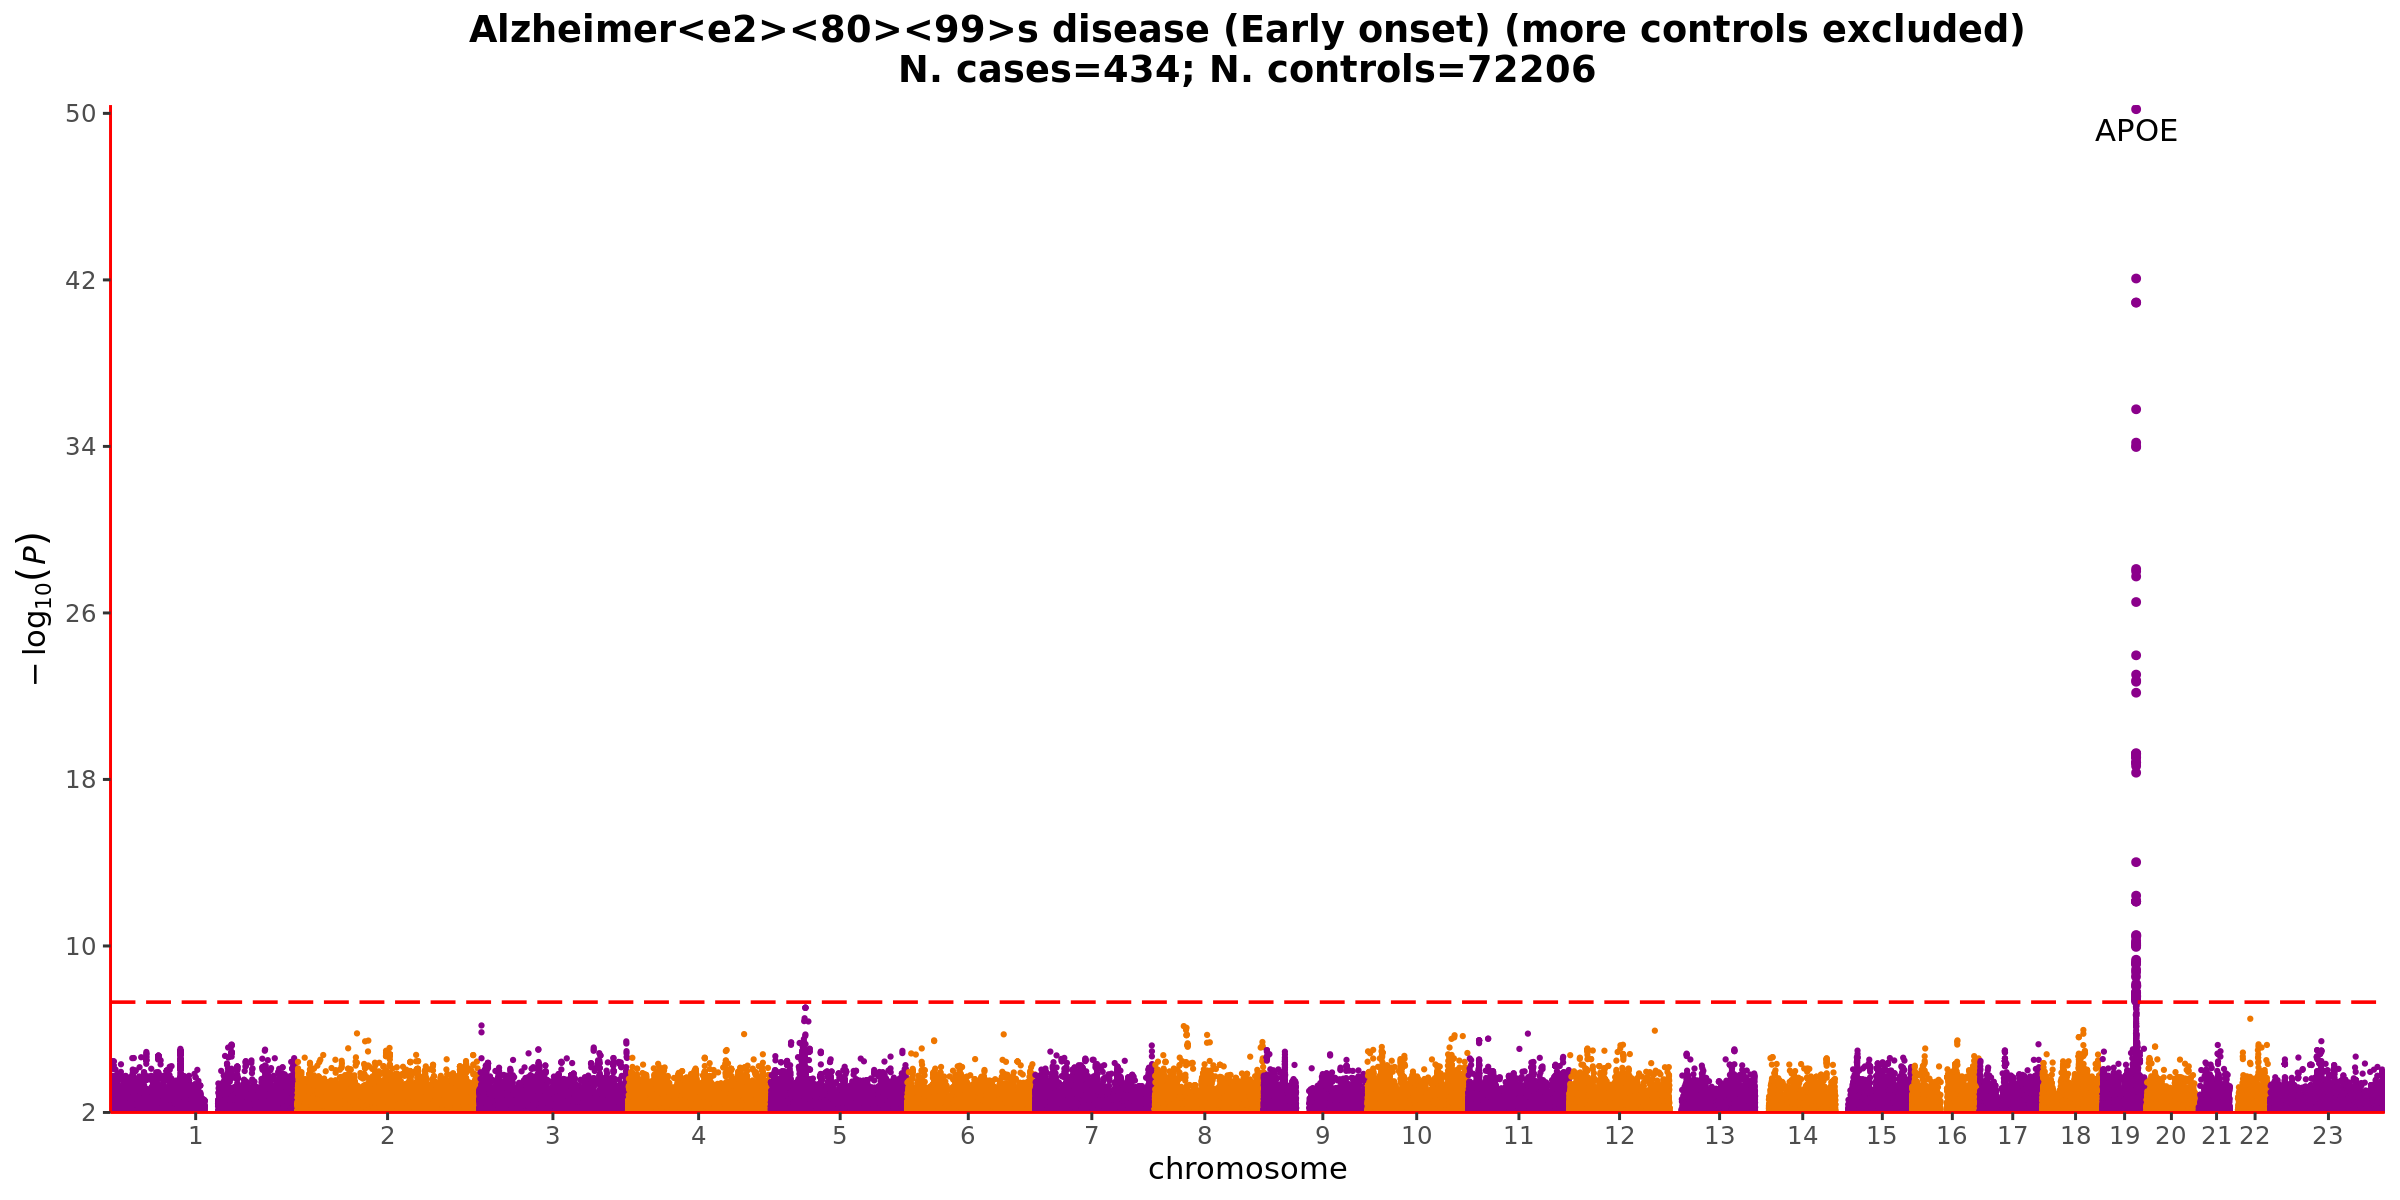 Alzheimer<e2><80><99>s disease (Early onset) (more controls excluded)
N. cases=434; N. controls=72206
50
APOE
42
34
26
18
10
2
−log10(P)
1 2 3 4 5 6 7 8 9 10 11 12 13 14 15 16 17 18 19 20 21 22 23
chromosome